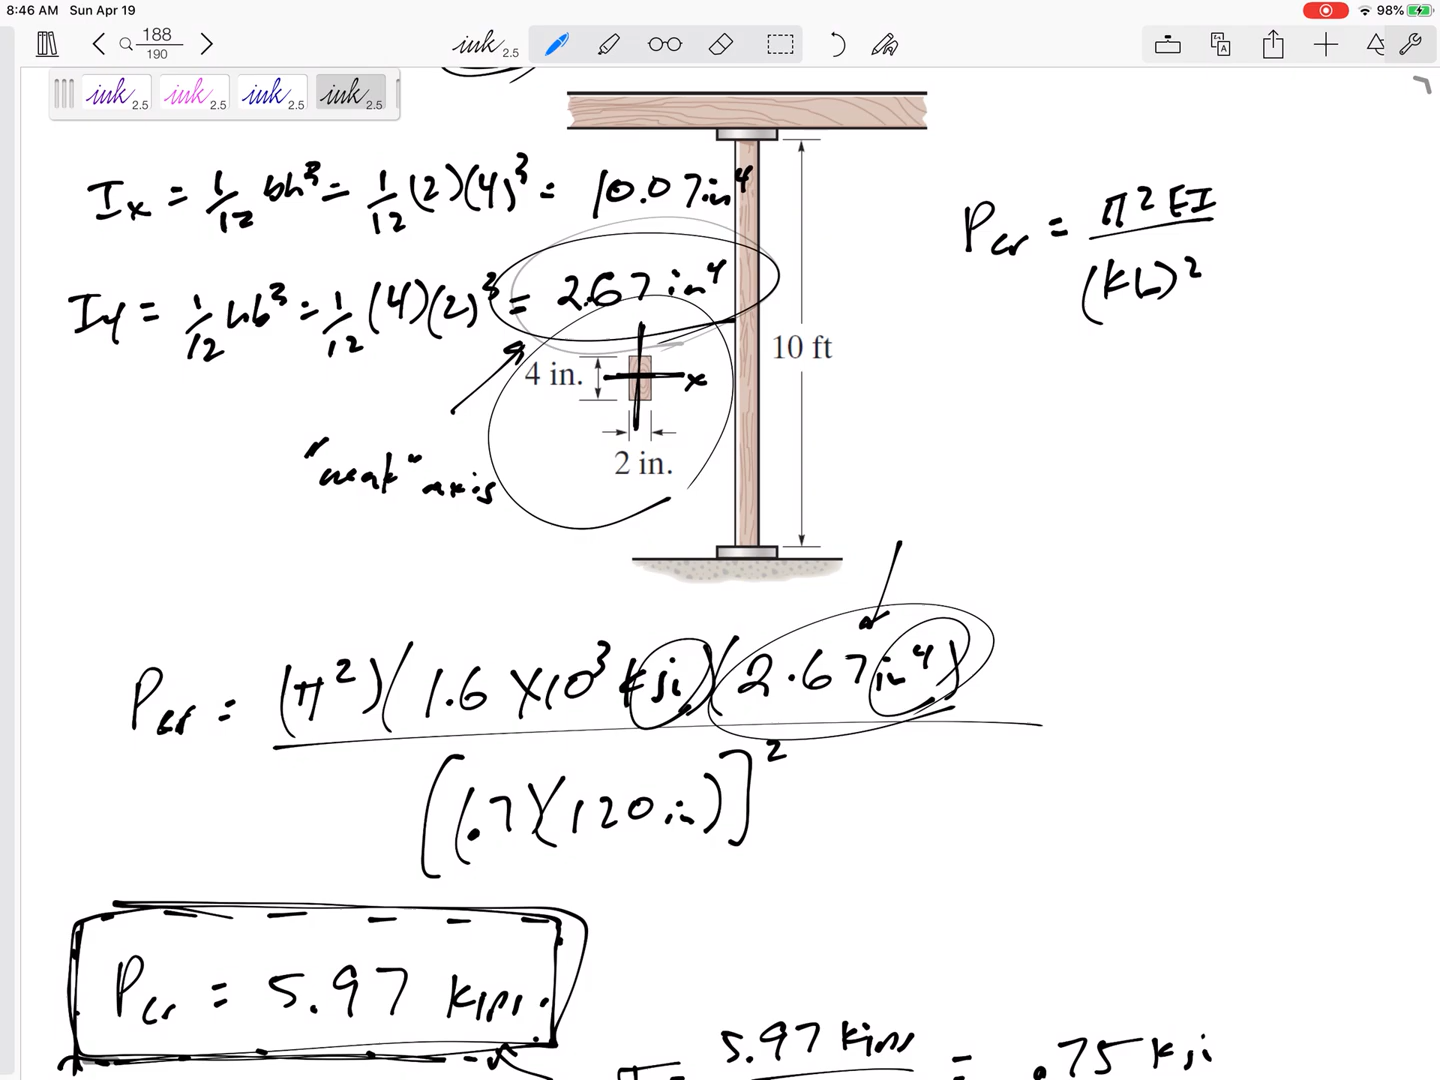 8:46 AM Sun Apr 19
98%
188
190
ink 2.5
ink 2.5
ink 2.5
ink 2.5
ink 2.5
Ix = 1/12 bh³ = 1/12 (2)(4)³ = 10.07 in⁴
Iy = 1/12 hb³ = 1/12 (4)(2)³ = 2.67 in⁴
Pcr = π² EI / (KL)²
10 ft
4 in.
x
2 in.
"weak" axis
Pcr = (π²)(1.6 x10³ ksi)(2.67 in⁴) / [(.7)(120 in)]²
Pcr = 5.97 kips.
5.97 kips = .75 ksi